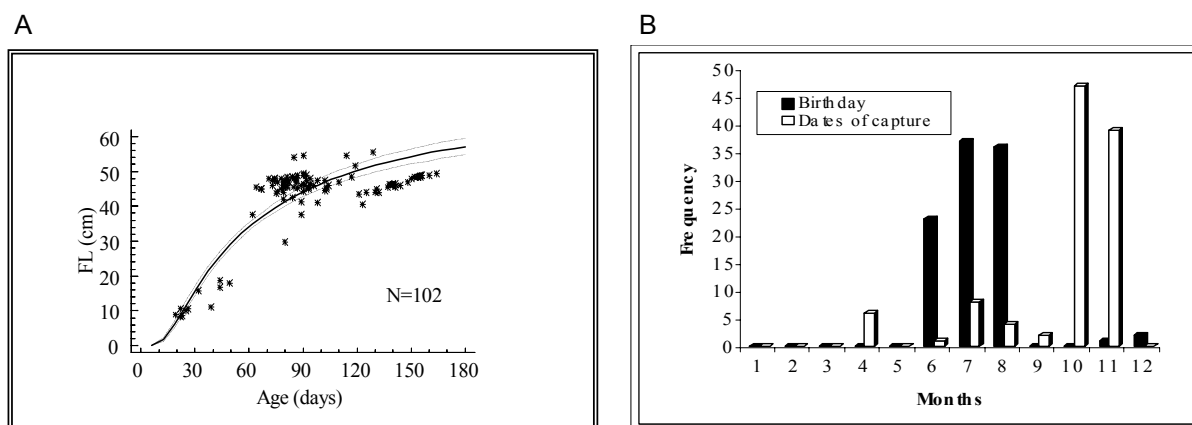 A
60
50
40
30
20
10
0
FL (cm)
N=102
0 30 60 90 120 150 180
Age (days)
B
50
45
40
35
30
25
20
15
10
5
0
Frequency
Birthday
Dates of capture
1 2 3 4 5 6 7 8 9 10 11 12
Months